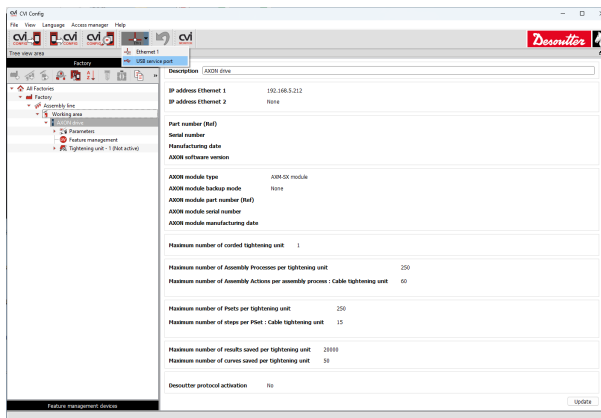 CVI Config
File View Language Access manager Help
CVI CONFIG
CVI CONFIG
CVI CONFIG
CVI MONITOR
Desoutter
Ethernet 1
USB service port
Tree view area
Factory
All Factories
Factory
Assembly line
Working area
AXON drive
Parameters
Feature management
Tightening unit - 1 (Not active)
Feature management devices
Description AXON drive
IP address Ethernet 1 192.168.5.212
IP address Ethernet 2 None
Part number (Ref)
Serial number
Manufacturing date
AXON software version
AXON module type AXM-SX module
AXON module backup mode None
AXON module part number (Ref)
AXON module serial number
AXON module manufacturing date
Maximum number of corded tightening unit 1
Maximum number of Assembly Processes per tightening unit 250
Maximum number of Assembly Actions per assembly process : Cable tightening unit 60
Maximum number of Psets per tightening unit 250
Maximum number of steps per PSet : Cable tightening unit 15
Maximum number of results saved per tightening unit 20000
Maximum number of curves saved per tightening unit 50
Desoutter protocol activation No
Update